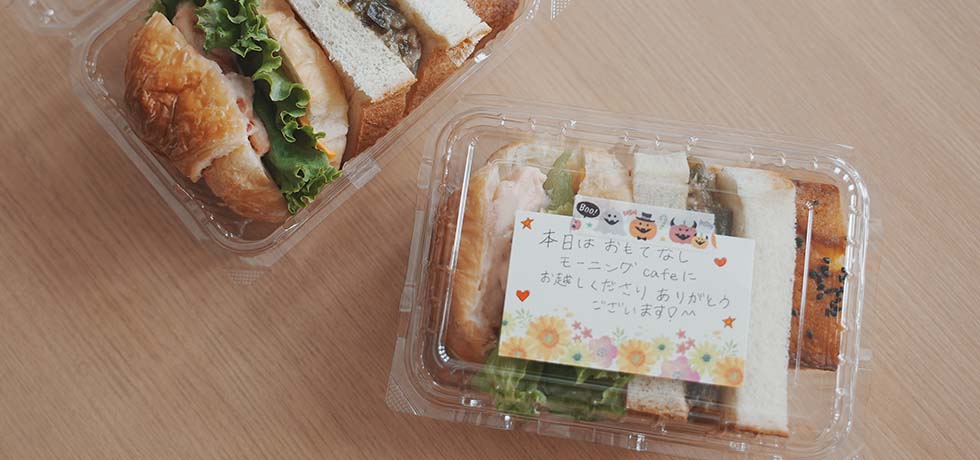 Boo!
本日は おもてなし
モーニング cafeに
お越しくださり ありがとう
ございます!